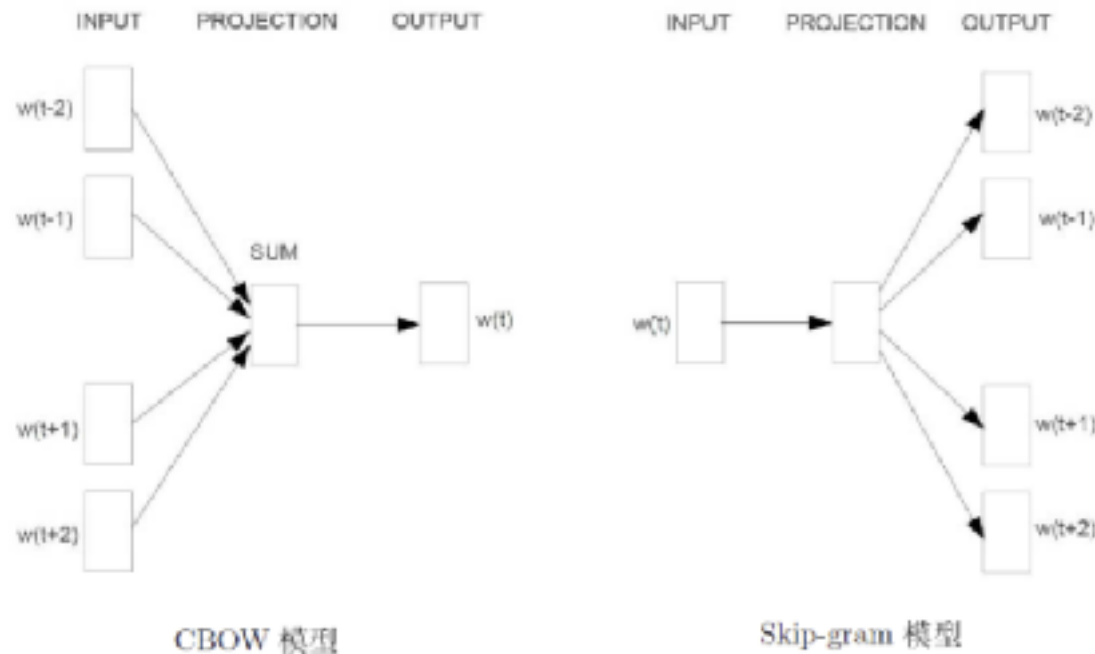 INPUT PROJECTION OUTPUT
w(t-2)
w(t-1)
SUM
w(t)
w(t+1)
w(t+2)
CBOW 模型
INPUT PROJECTION OUTPUT
w(t-2)
w(t-1)
w(t)
w(t+1)
w(t+2)
Skip-gram 模型